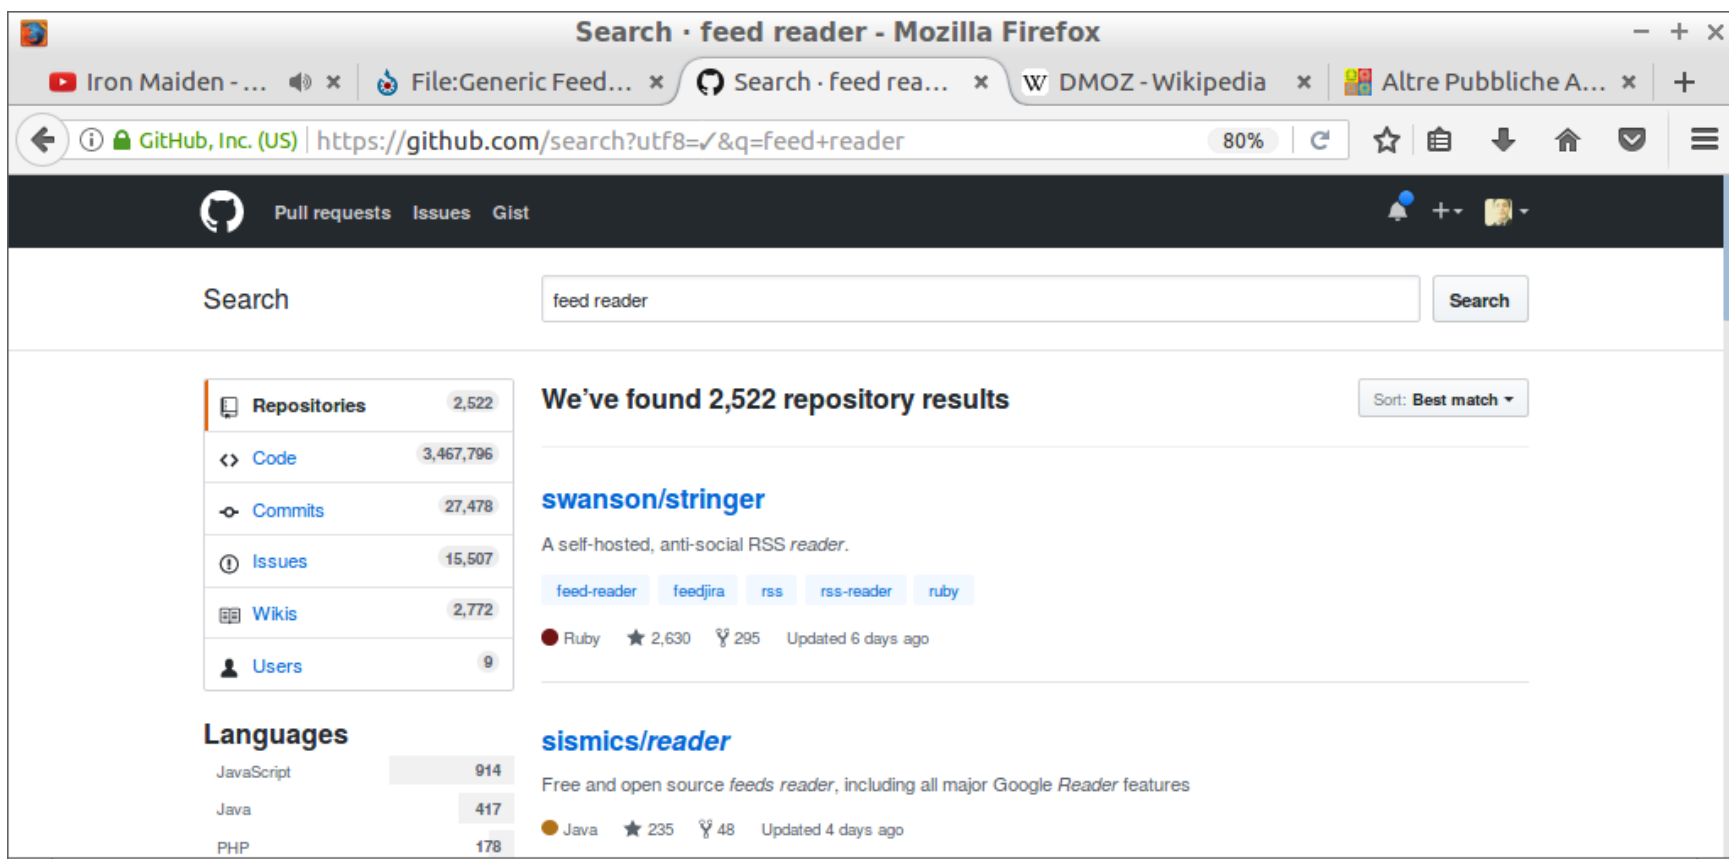 Search · feed reader - Mozilla Firefox
Iron Maiden - ...
File:Generic Feed...
Search · feed rea...
W DMOZ - Wikipedia
Altre Pubbliche A...
GitHub, Inc. (US) https://github.com/search?utf8=✓&q=feed+reader 80%
Pull requests Issues Gist
Search feed reader Search
Repositories 2,522
Code 3,467,796
Commits 27,478
Issues 15,507
Wikis 2,772
Users 9
Languages
JavaScript 914
Java 417
PHP 178
We've found 2,522 repository results
Sort: Best match
swanson/stringer
A self-hosted, anti-social RSS reader.
feed-reader feedjira rss rss-reader ruby
Ruby 2,630 295 Updated 6 days ago
sismics/reader
Free and open source feeds reader, including all major Google Reader features
Java 235 48 Updated 4 days ago